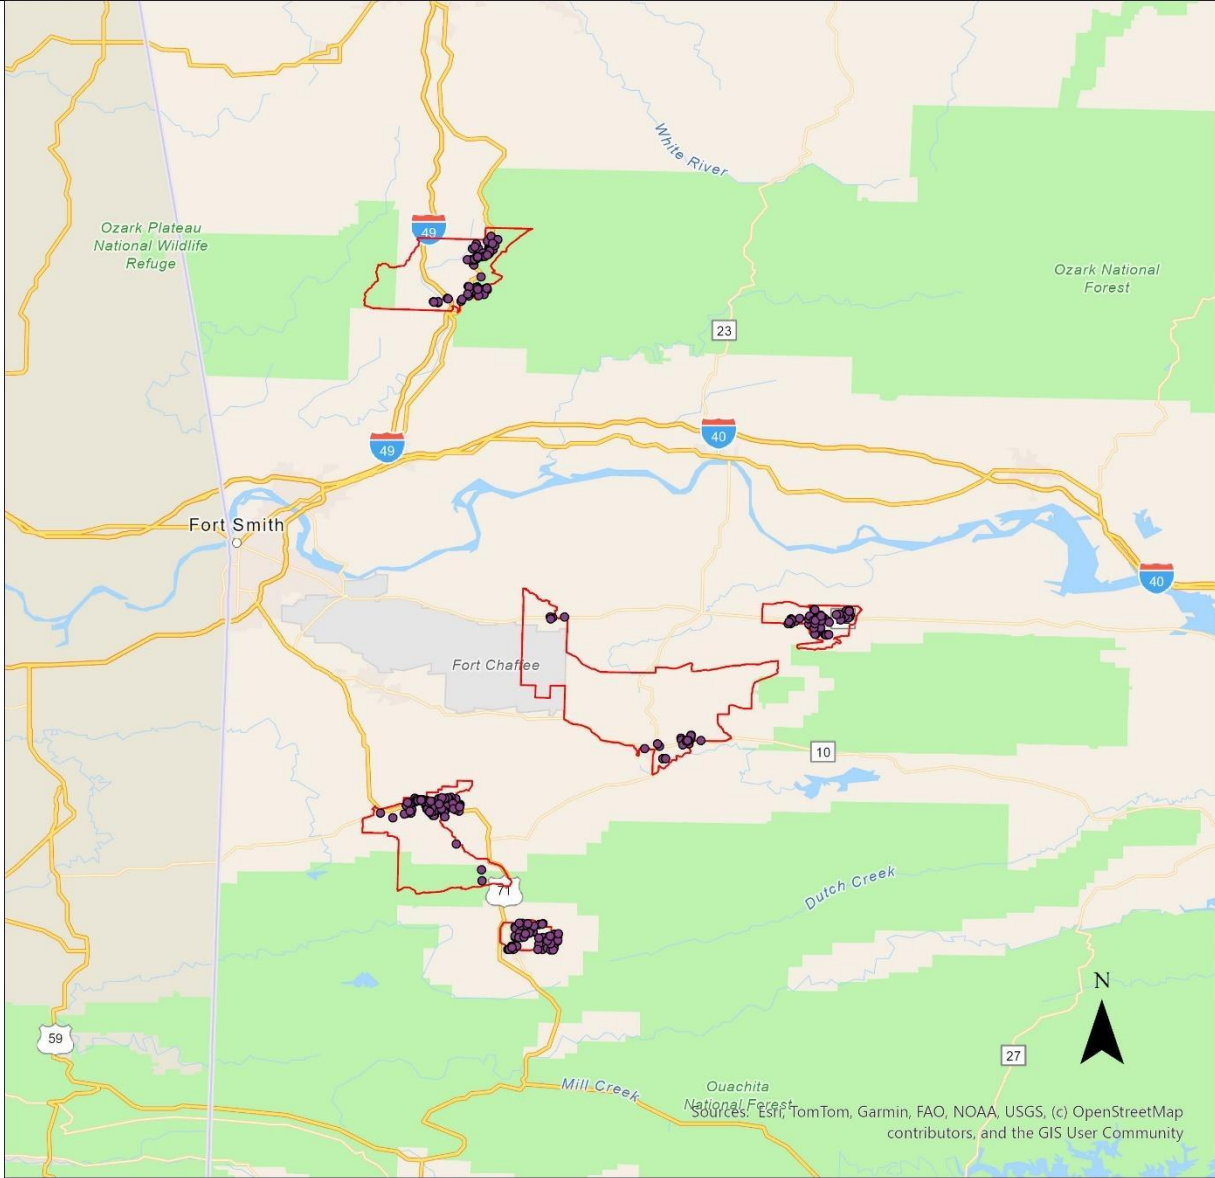 White River
49
Ozark Plateau
National Wildlife
Refuge
Ozark National
Forest
23
40
49
Fort Smith
40
Fort Chaffee
10
Dutch Creek
71
N
59
27
Mill Creek
Ouachita
National Forest
Sources: Esri, TomTom, Garmin, FAO, NOAA, USGS, (c) OpenStreetMap
contributors, and the GIS User Community